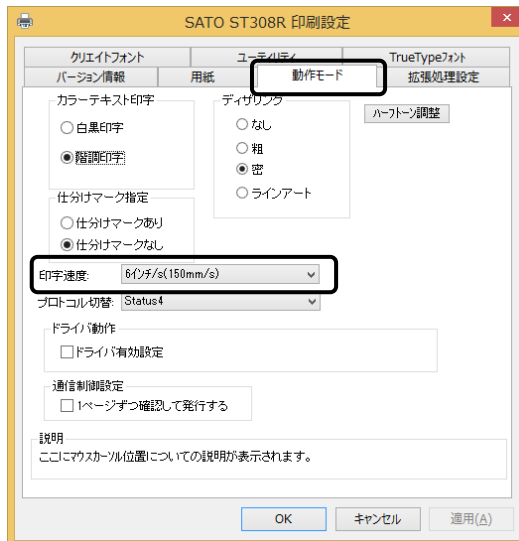 SATO ST308R 印刷設定
クリエイトフォント ユーティリティ TrueTypeフォント
バージョン情報 用紙 動作モード 拡張処理設定
カラーテキスト印字
白黒印字
階調印字
ディザリング
なし
粗
密
ラインアート
ハーフトーン調整
仕分けマーク指定
仕分けマークあり
仕分けマークなし
印字速度: 6インチ/s(150mm/s)
プロトコル切替: Status4
ドライバ動作
ドライバ有効設定
通信制御設定
1ページずつ確認して発行する
説明
ここにマウスカーソル位置についての説明が表示されます。
OK キャンセル 適用(A)